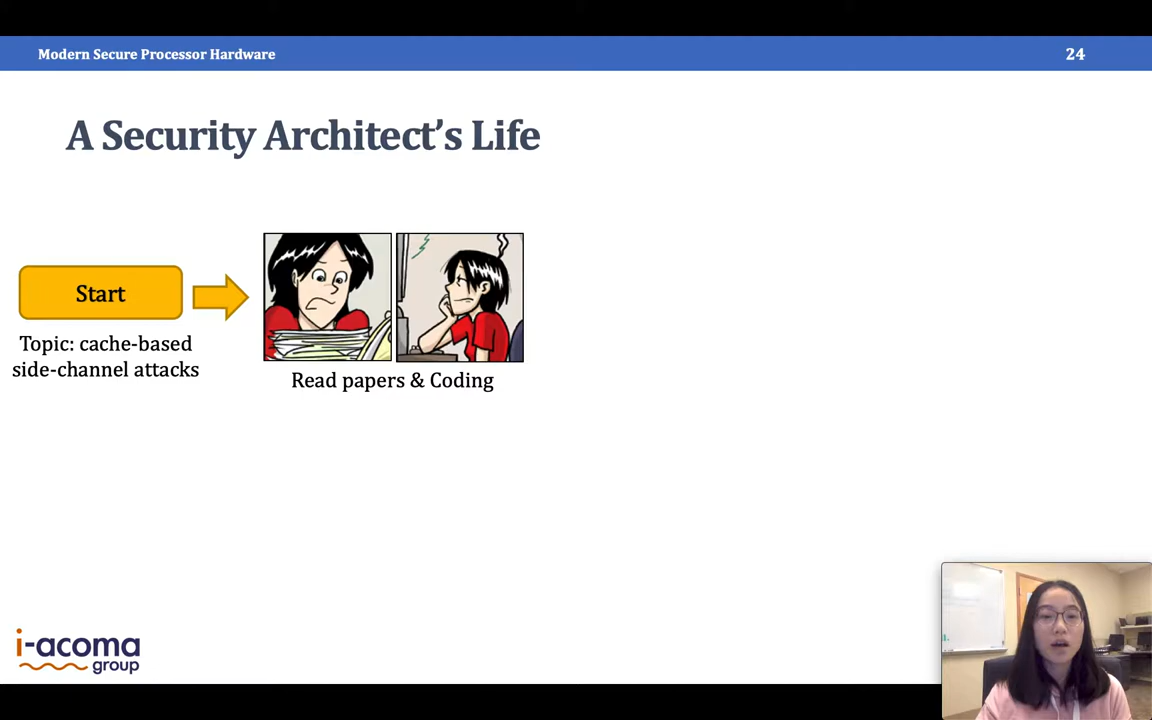 Modern Secure Processor Hardware
24
A Security Architect's Life
Start
Topic: cache-based
side-channel attacks
Read papers & Coding
i-acoma
group